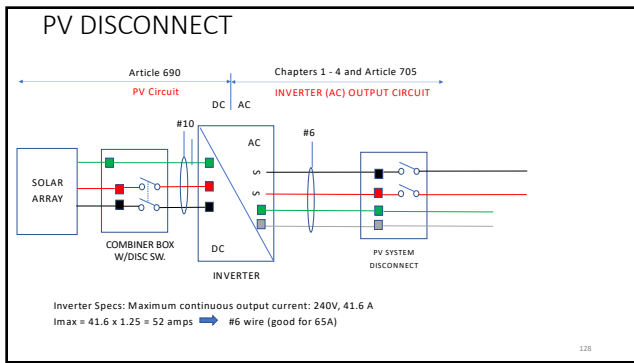 PV DISCONNECT
Article 690
Chapters 1 - 4 and Article 705
PV Circuit
INVERTER (AC) OUTPUT CIRCUIT
DC
AC
#10
#6
AC
S
S
SOLAR
ARRAY
COMBINER BOX
W/DISC SW.
DC
INVERTER
PV SYSTEM
DISCONNECT
Inverter Specs: Maximum continuous output current: 240V, 41.6 A
Imax = 41.6 x 1.25 = 52 amps #6 wire (good for 65A)
128